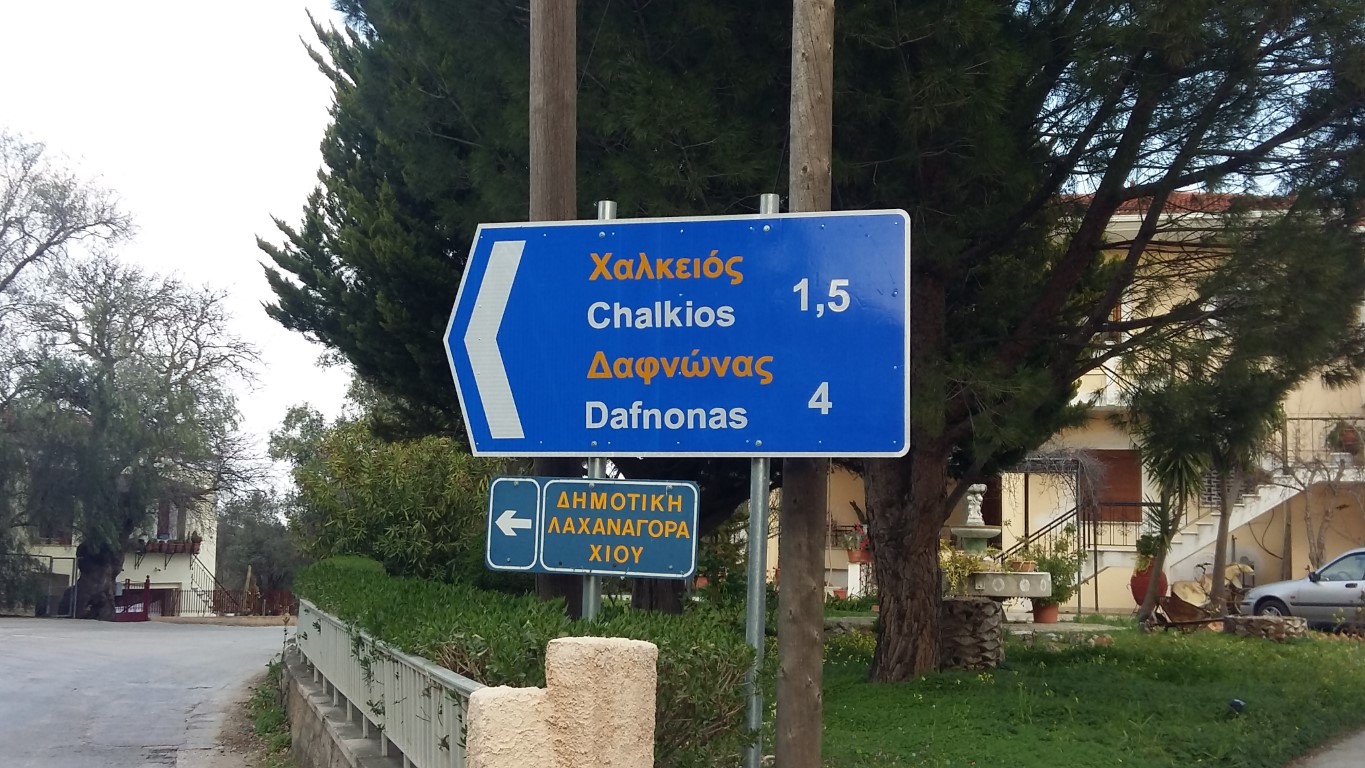 Χαλκειός
Chalkios
1,5
Δαφνώνας
Dafnonas
4
ΔΗΜΟΤΙΚΗ
ΛΑΧΑΝΑΓΟΡΑ
ΧΙΟΥ